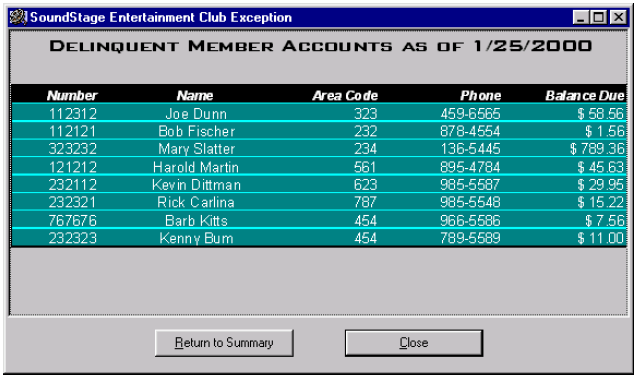 SoundStage Entertainment Club Exception
DELINQUENT MEMBER ACCOUNTS AS OF 1/25/2000
Number Name Area Code Phone Balance Due
112312 Joe Dunn 323 459-6565 $ 58.56
112121 Bob Fischer 232 878-4554 $ 1.56
323232 Mary Slatter 234 136-5445 $ 789.36
121212 Harold Martin 561 895-4784 $ 45.63
232112 Kevin Dittman 623 985-5587 $ 29.95
232321 Rick Carlina 787 985-5548 $ 15.22
767676 Barb Kitts 454 966-5586 $ 7.56
232323 Kenny Bum 454 789-5589 $ 11.00
Return to Summary Close